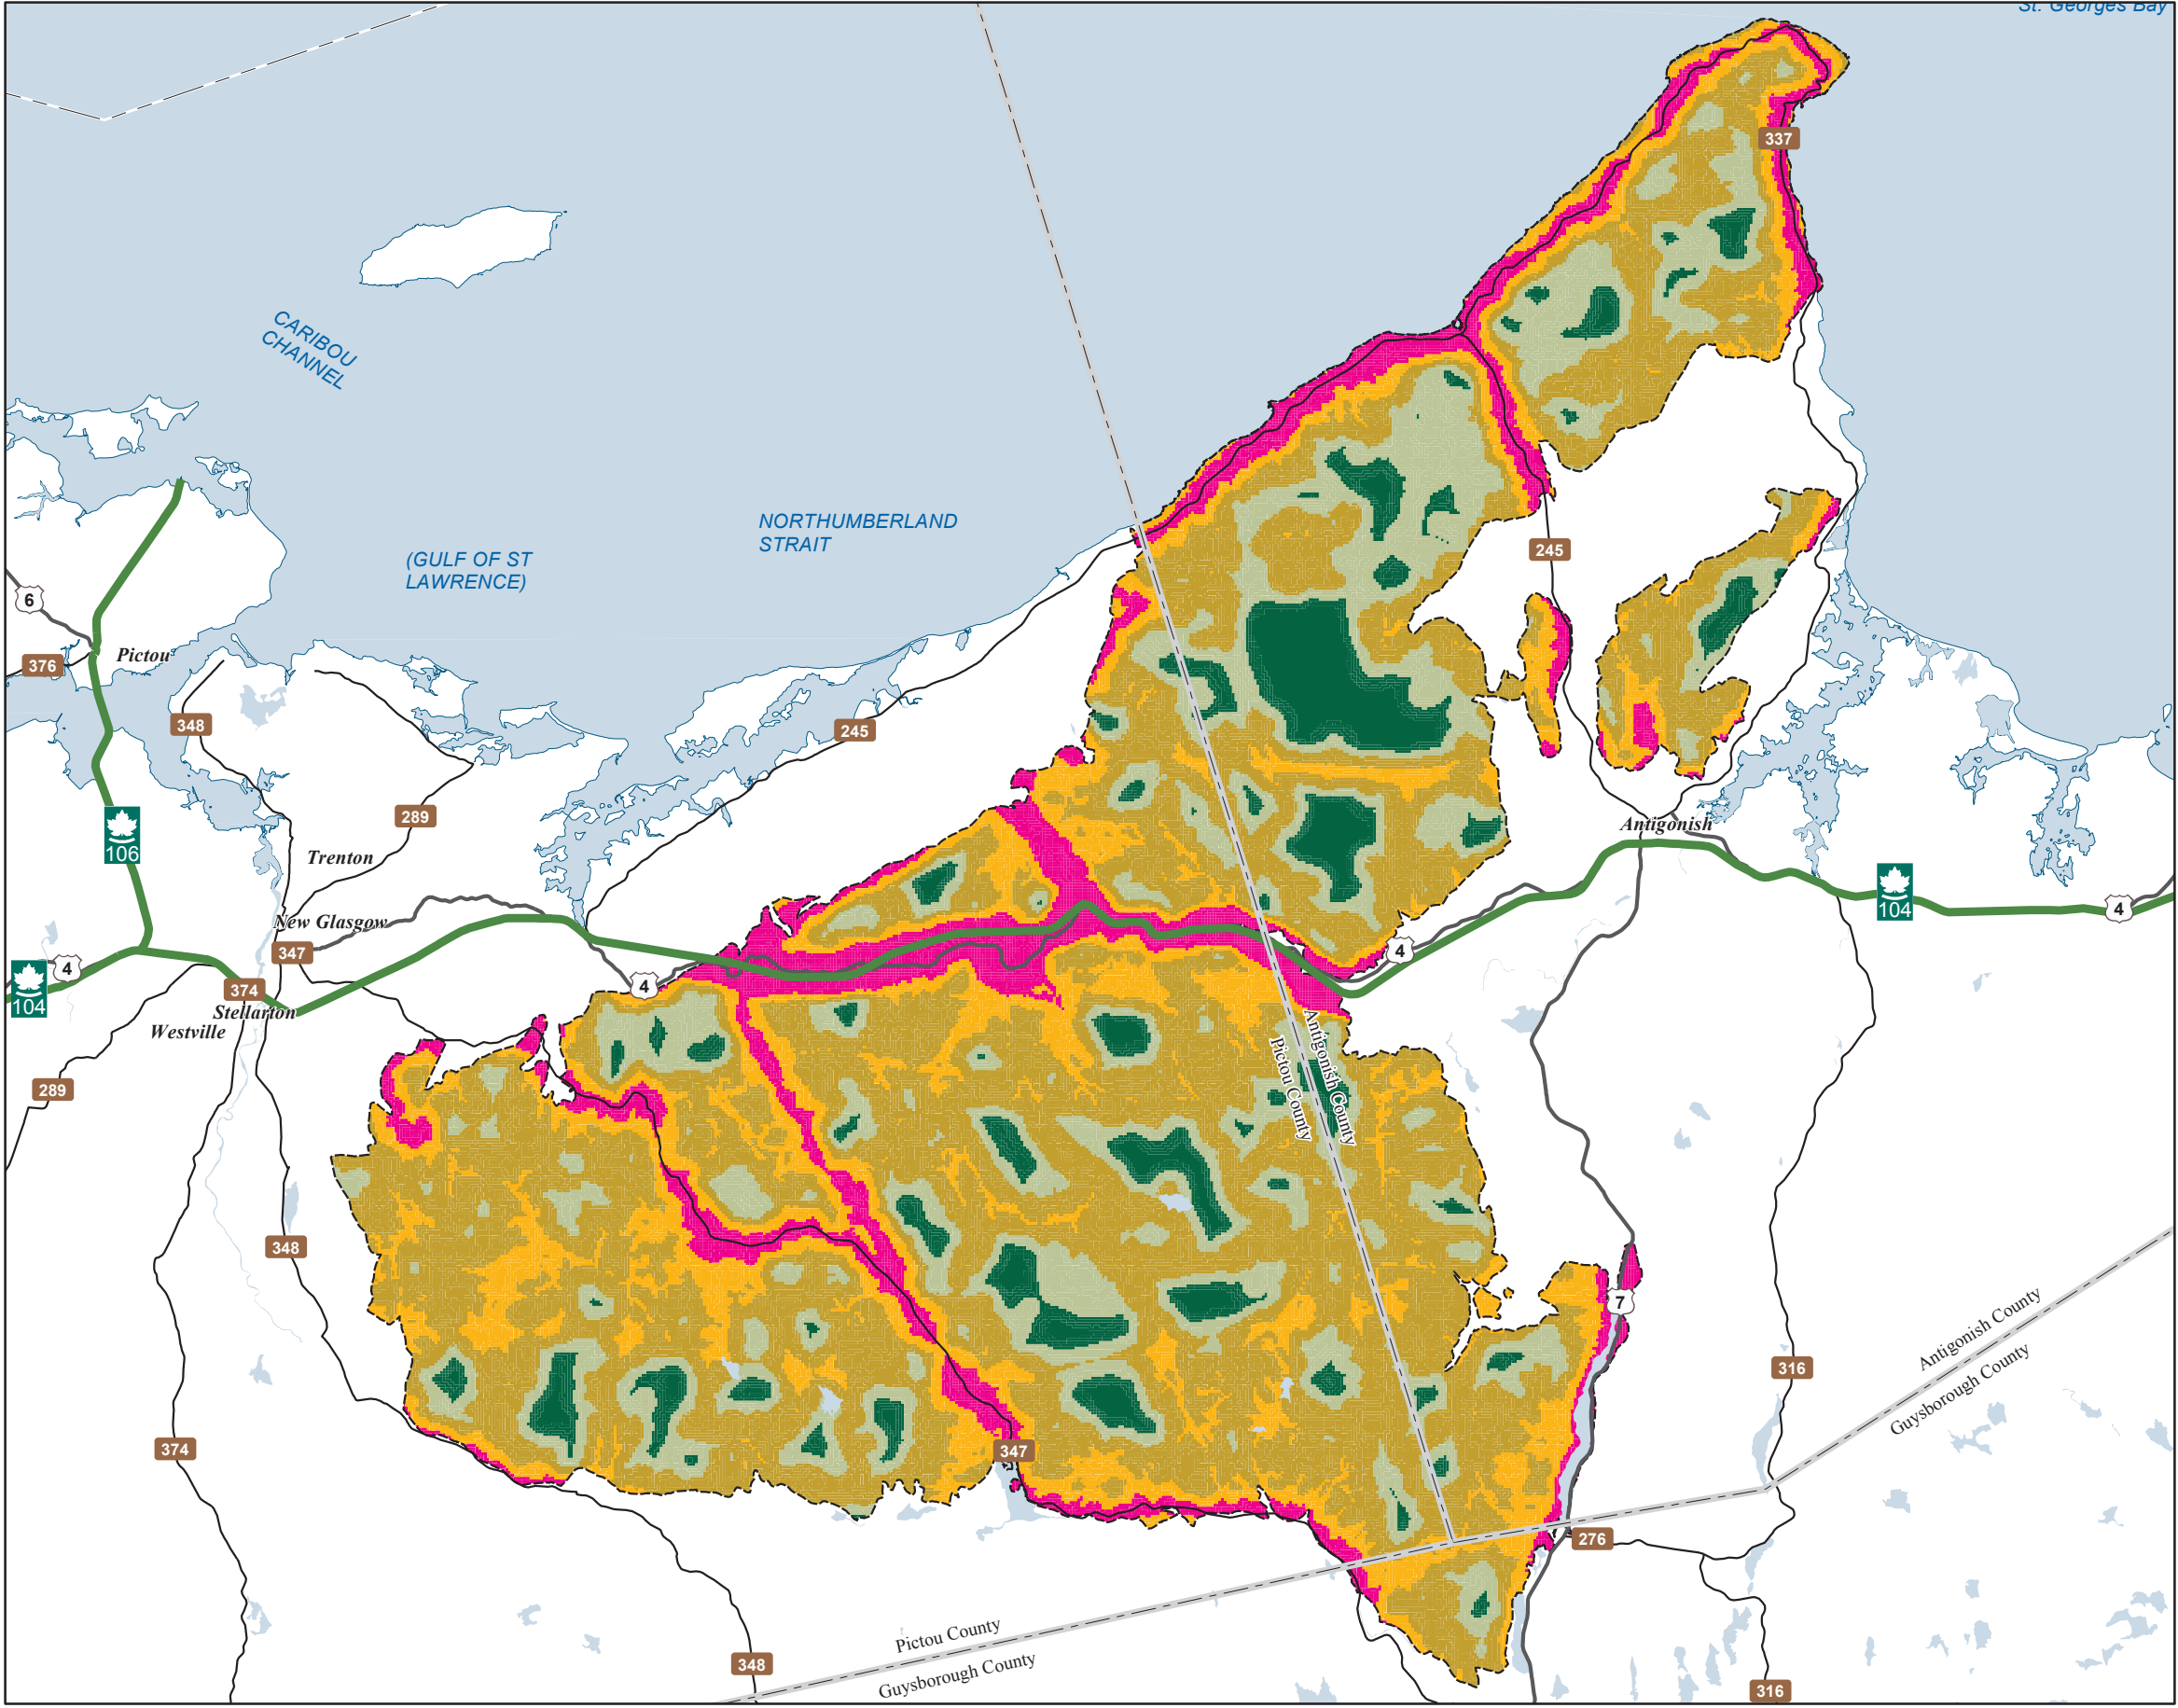 St. Georges Bay
337
CARIBOU
CHANNEL
NORTHUMBERLAND
STRAIT
(GULF OF ST
LAWRENCE)
245
6
376
Pictou
348
245
289
106
Trenton
Antigonish
New Glasgow
347
4
104
4
104
4
4
374
Stellarton
Westville
Antigonish County
Pictou County
289
348
7
Antigonish County
Guysborough County
316
374
347
276
Pictou County
Guysborough County
348
316